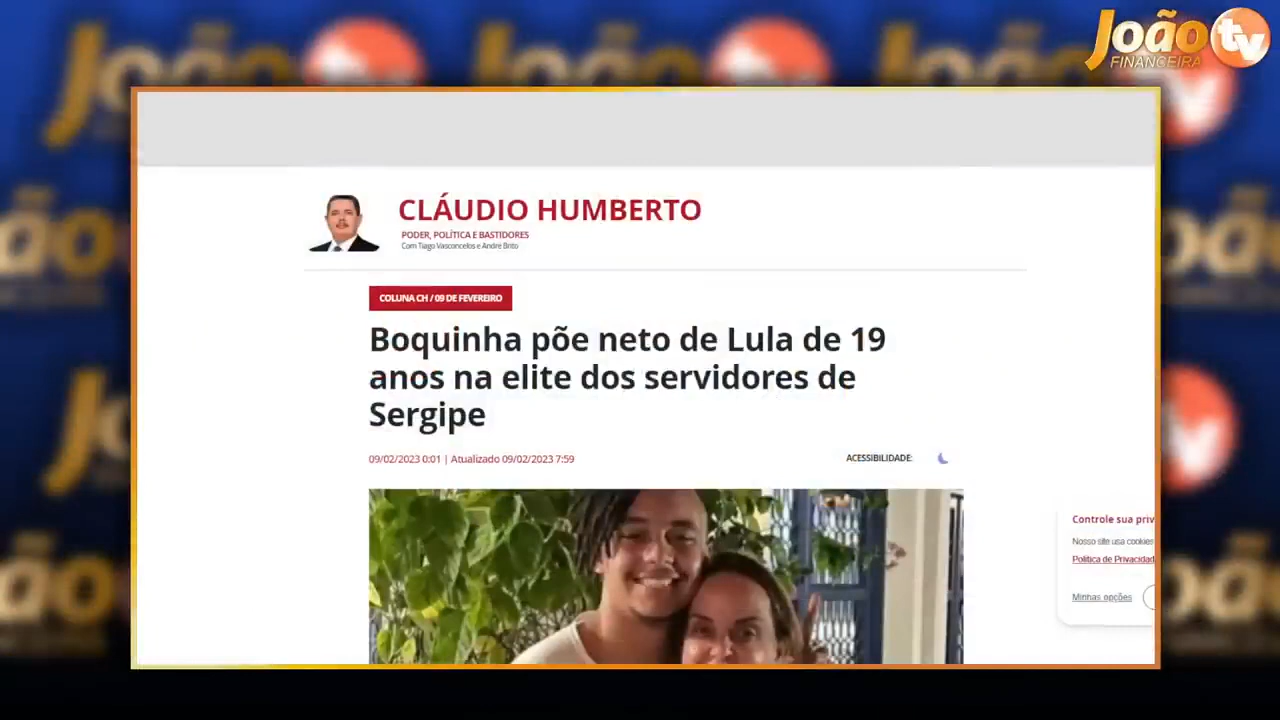 João tv
FINANCEIRA
CLÁUDIO HUMBERTO
PODER, POLÍTICA E BASTIDORES
Com Tiago Vasconcelos e André Brito
COLUNA CH / 09 DE FEVEREIRO
Boquinha põe neto de Lula de 19
anos na elite dos servidores de
Sergipe
09/02/2023 0:01 | Atualizado 09/02/2023 7:59
ACESSIBILIDADE:
Controle sua priv
Nosso site usa cookies
Política de Privacidad
Minhas opções